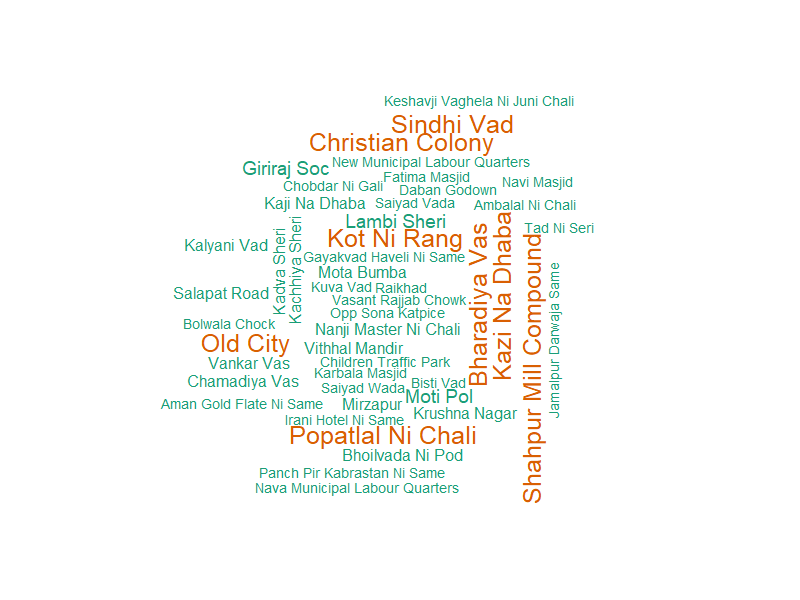 Keshavji Vaghela Ni Juni Chali
Sindhi Vad
Christian Colony
New Municipal Labour Quarters
Giriraj Soc
Fatima Masjid
Navi Masjid
Chobdar Ni Gali
Daban Godown
Kaji Na Dhaba
Saiyad Vada
Ambalal Ni Chali
Lambi Sheri
Tad Ni Seri
Kot Ni Rang
Kalyani Vad
Kadva Sheri
Kachhiya Sheri
Gayakvad Haveli Ni Same
Mota Bumba
Bharadiya Vas
Kazi Na Dhaba
Shahpur Mill Compound
Jamalpur Darwaja Same
Kuva Vad
Raikhad
Salapat Road
Vasant Rajjab Chowk
Opp Sona Katpice
Bolwala Chock
Nanji Master Ni Chali
Old City
Vithhal Mandir
Vankar Vas
Children Traffic Park
Karbala Masjid
Chamadiya Vas
Saiyad Wada
Bisti Vad
Moti Pol
Aman Gold Flate Ni Same
Mirzapur
Krushna Nagar
Irani Hotel Ni Same
Popatlal Ni Chali
Bhoilvada Ni Pod
Panch Pir Kabrastan Ni Same
Nava Municipal Labour Quarters